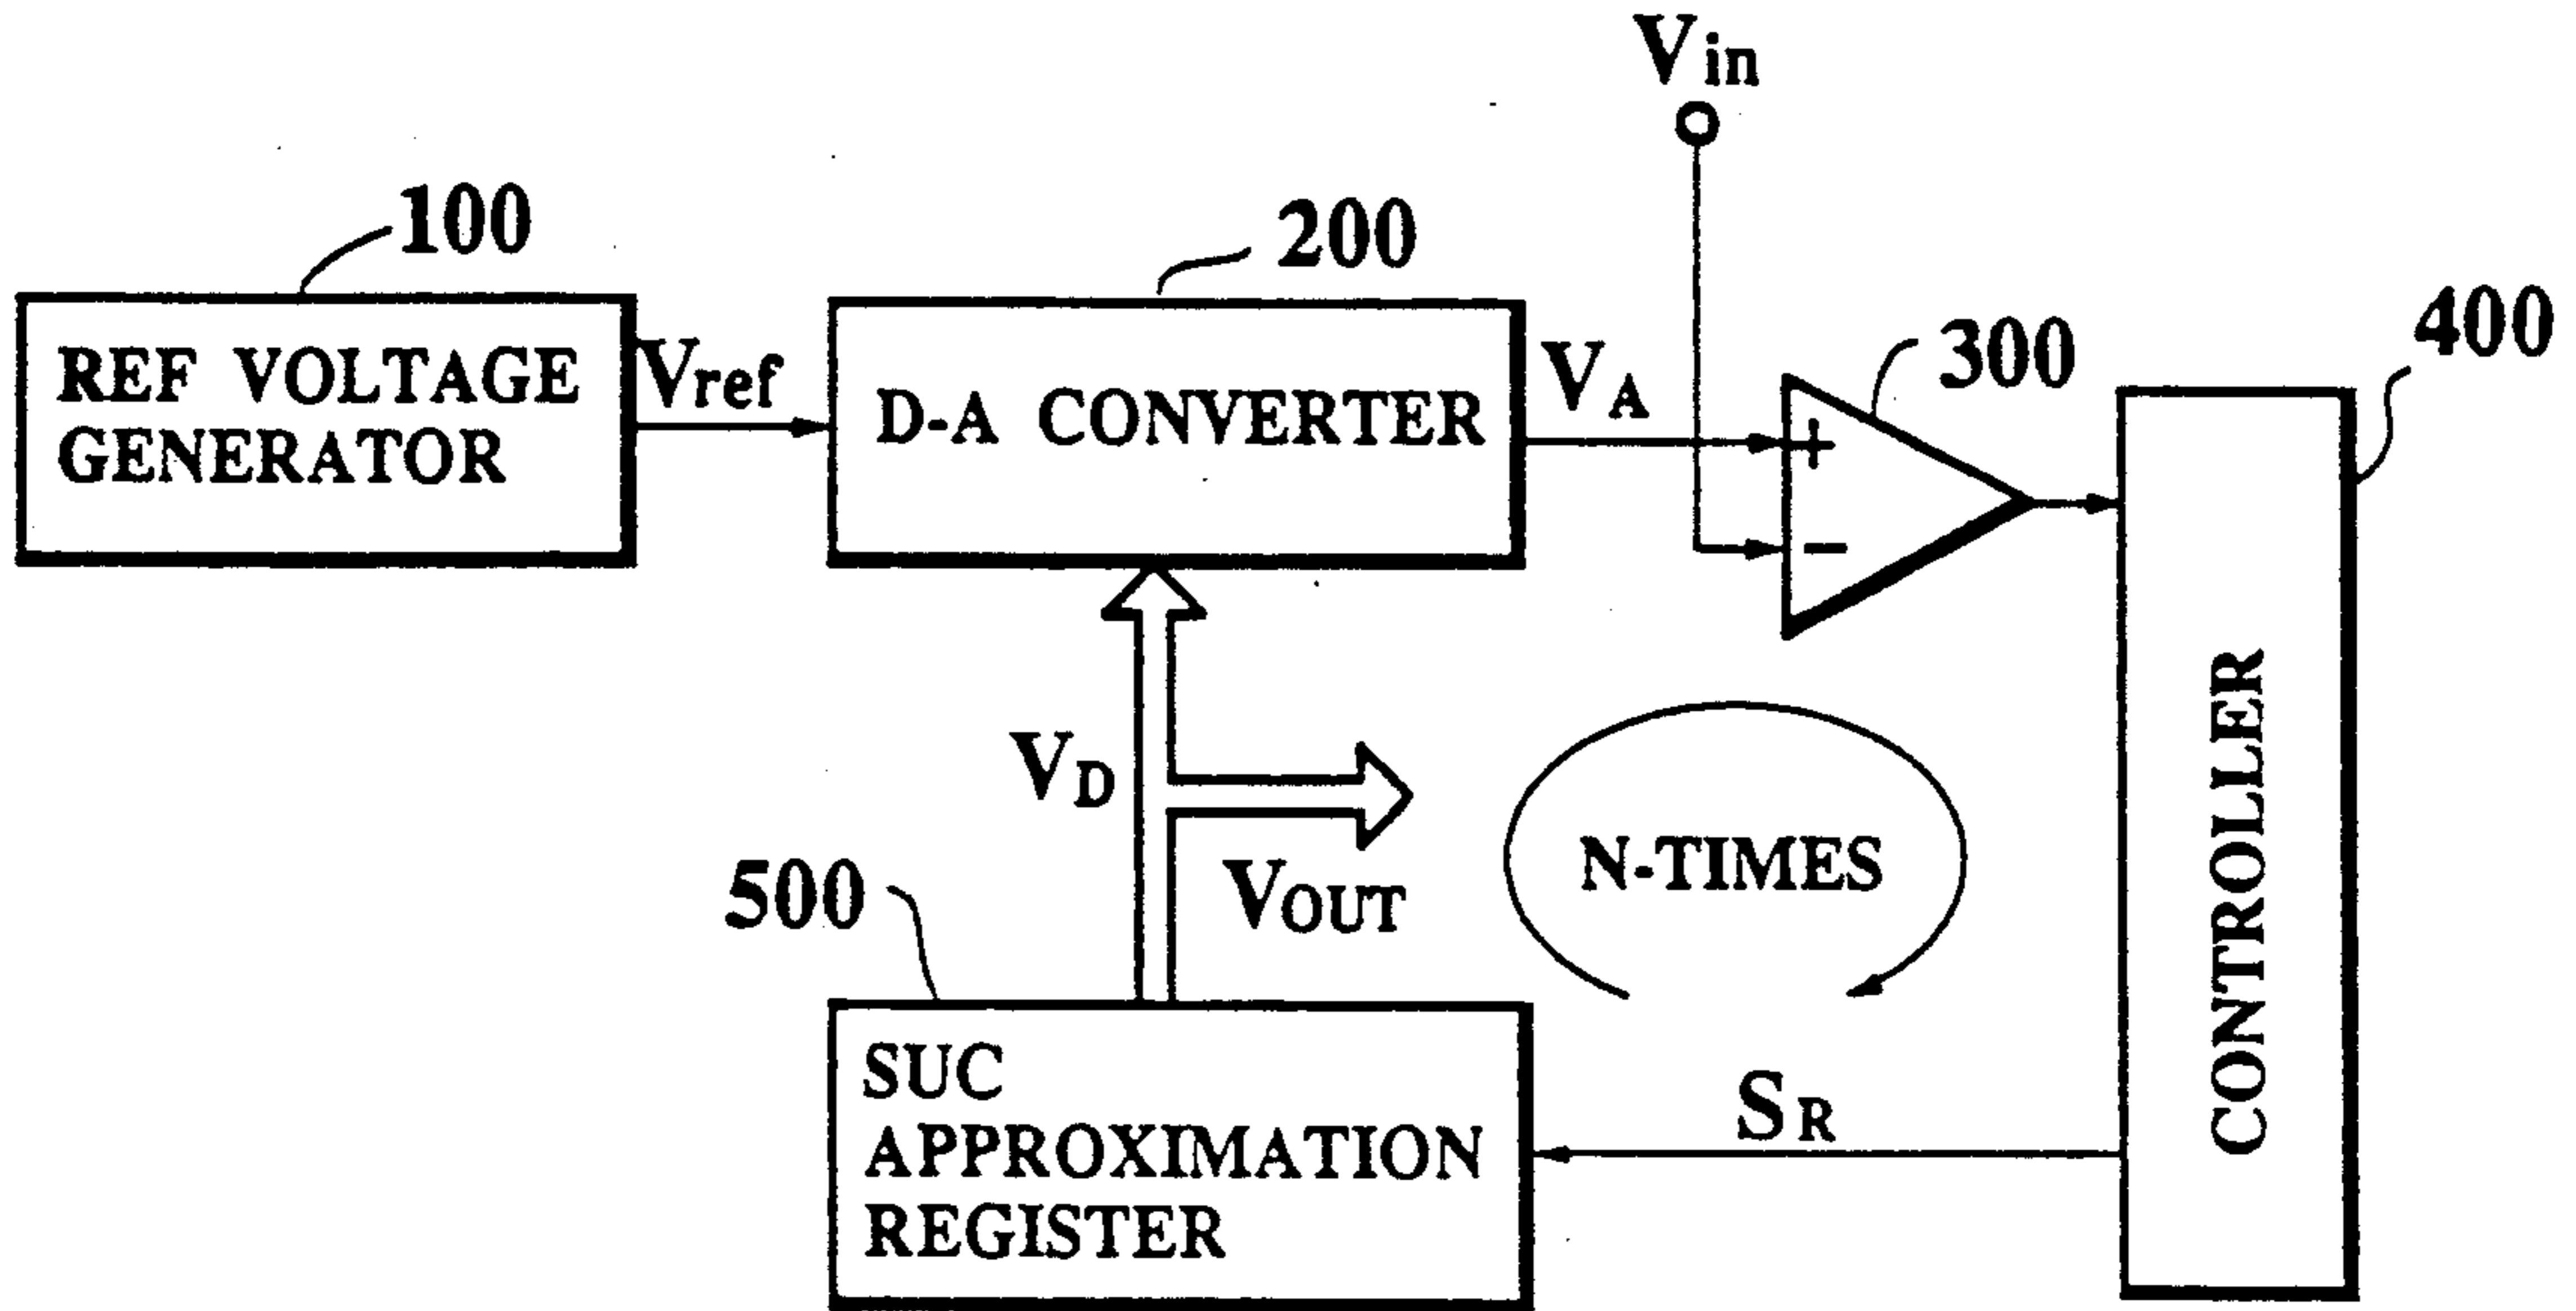 Vin
100
200
300
400
REF VOLTAGE
GENERATOR
Vref
D-A CONVERTER
VA
+
−
VD
VOUT
N-TIMES
CONTROLLER
500
SUC
APPROXIMATION
REGISTER
SR